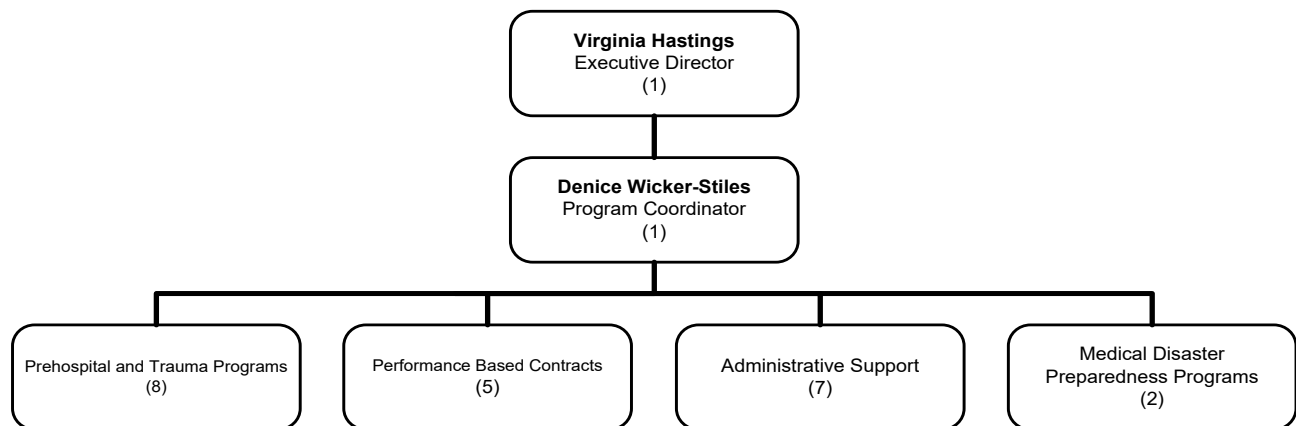 Virginia Hastings
Executive Director
(1)
Denice Wicker-Stiles
Program Coordinator
(1)
Prehospital and Trauma Programs
(8)
Performance Based Contracts
(5)
Administrative Support
(7)
Medical Disaster
Preparedness Programs
(2)